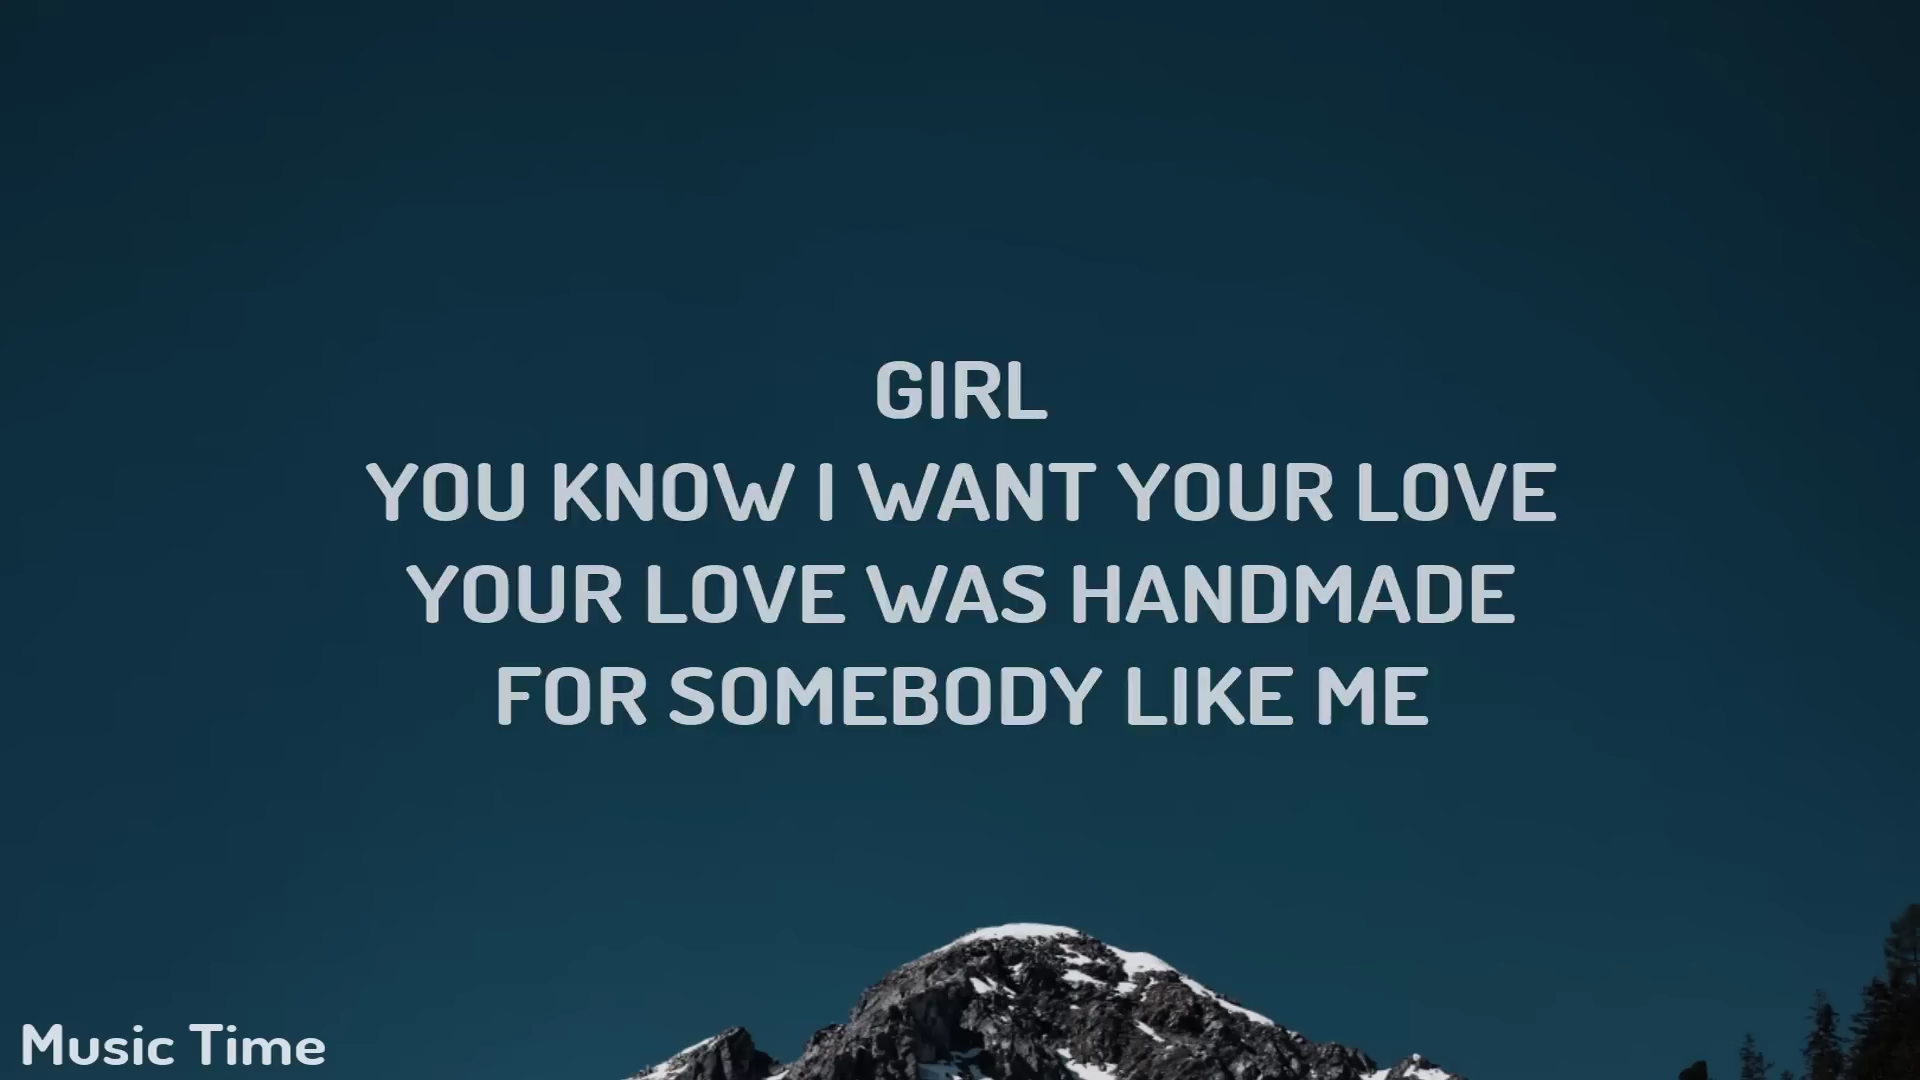 GIRL
YOU KNOW I WANT YOUR LOVE
YOUR LOVE WAS HANDMADE
FOR SOMEBODY LIKE ME
Music Time